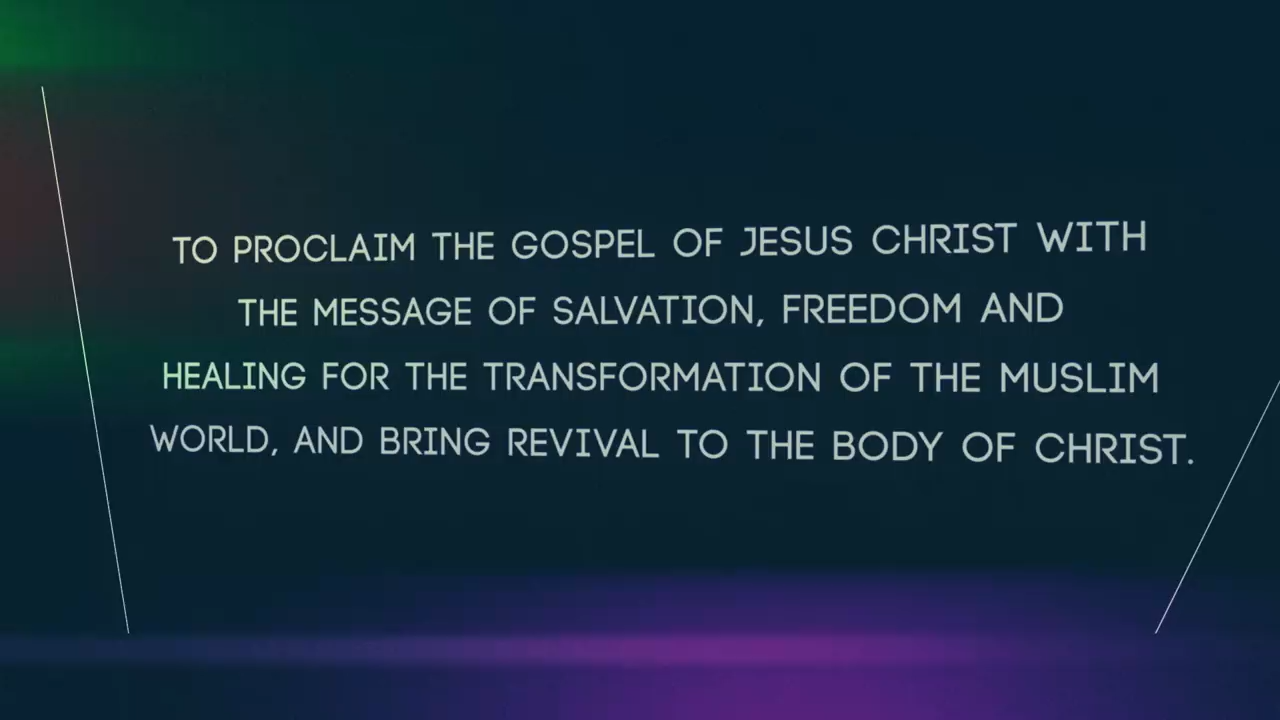 TO PROCLAIM THE GOSPEL OF JESUS CHRIST WITH
THE MESSAGE OF SALVATION, FREEDOM AND
HEALING FOR THE TRANSFORMATION OF THE MUSLIM
WORLD, AND BRING REVIVAL TO THE BODY OF CHRIST.